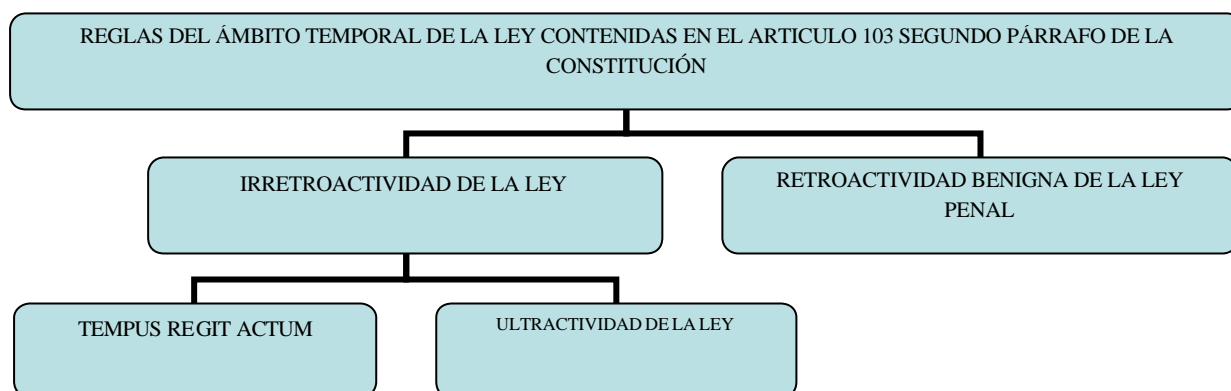 REGLAS DEL ÁMBITO TEMPORAL DE LA LEY CONTENIDAS EN EL ARTICULO 103 SEGUNDO PÁRRAFO DE LA
CONSTITUCIÓN
IRRETROACTIVIDAD DE LA LEY
RETROACTIVIDAD BENIGNA DE LA LEY
PENAL
TEMPUS REGIT ACTUM
ULTRACTIVIDAD DE LA LEY